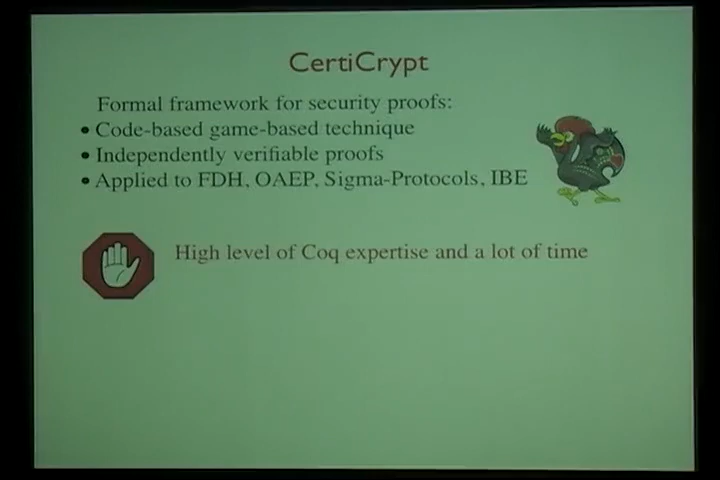 CertiCrypt
Formal framework for security proofs:
• Code-based game-based technique
• Independently verifiable proofs
• Applied to FDH, OAEP, Sigma-Protocols, IBE
High level of Coq expertise and a lot of time